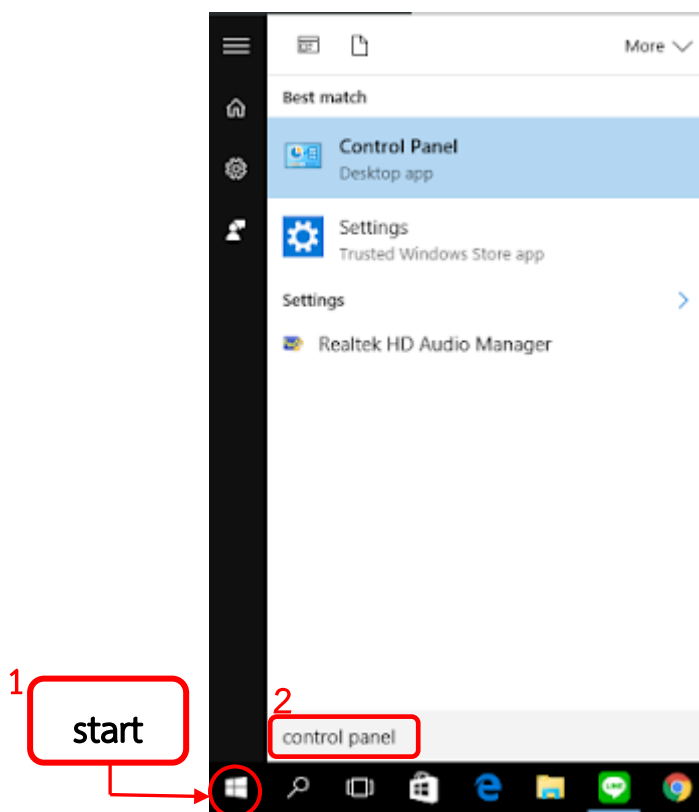 More
Best match
Control Panel
Desktop app
Settings
Trusted Windows Store app
Settings
Realtek HD Audio Manager
1
start
2
control panel
LINE